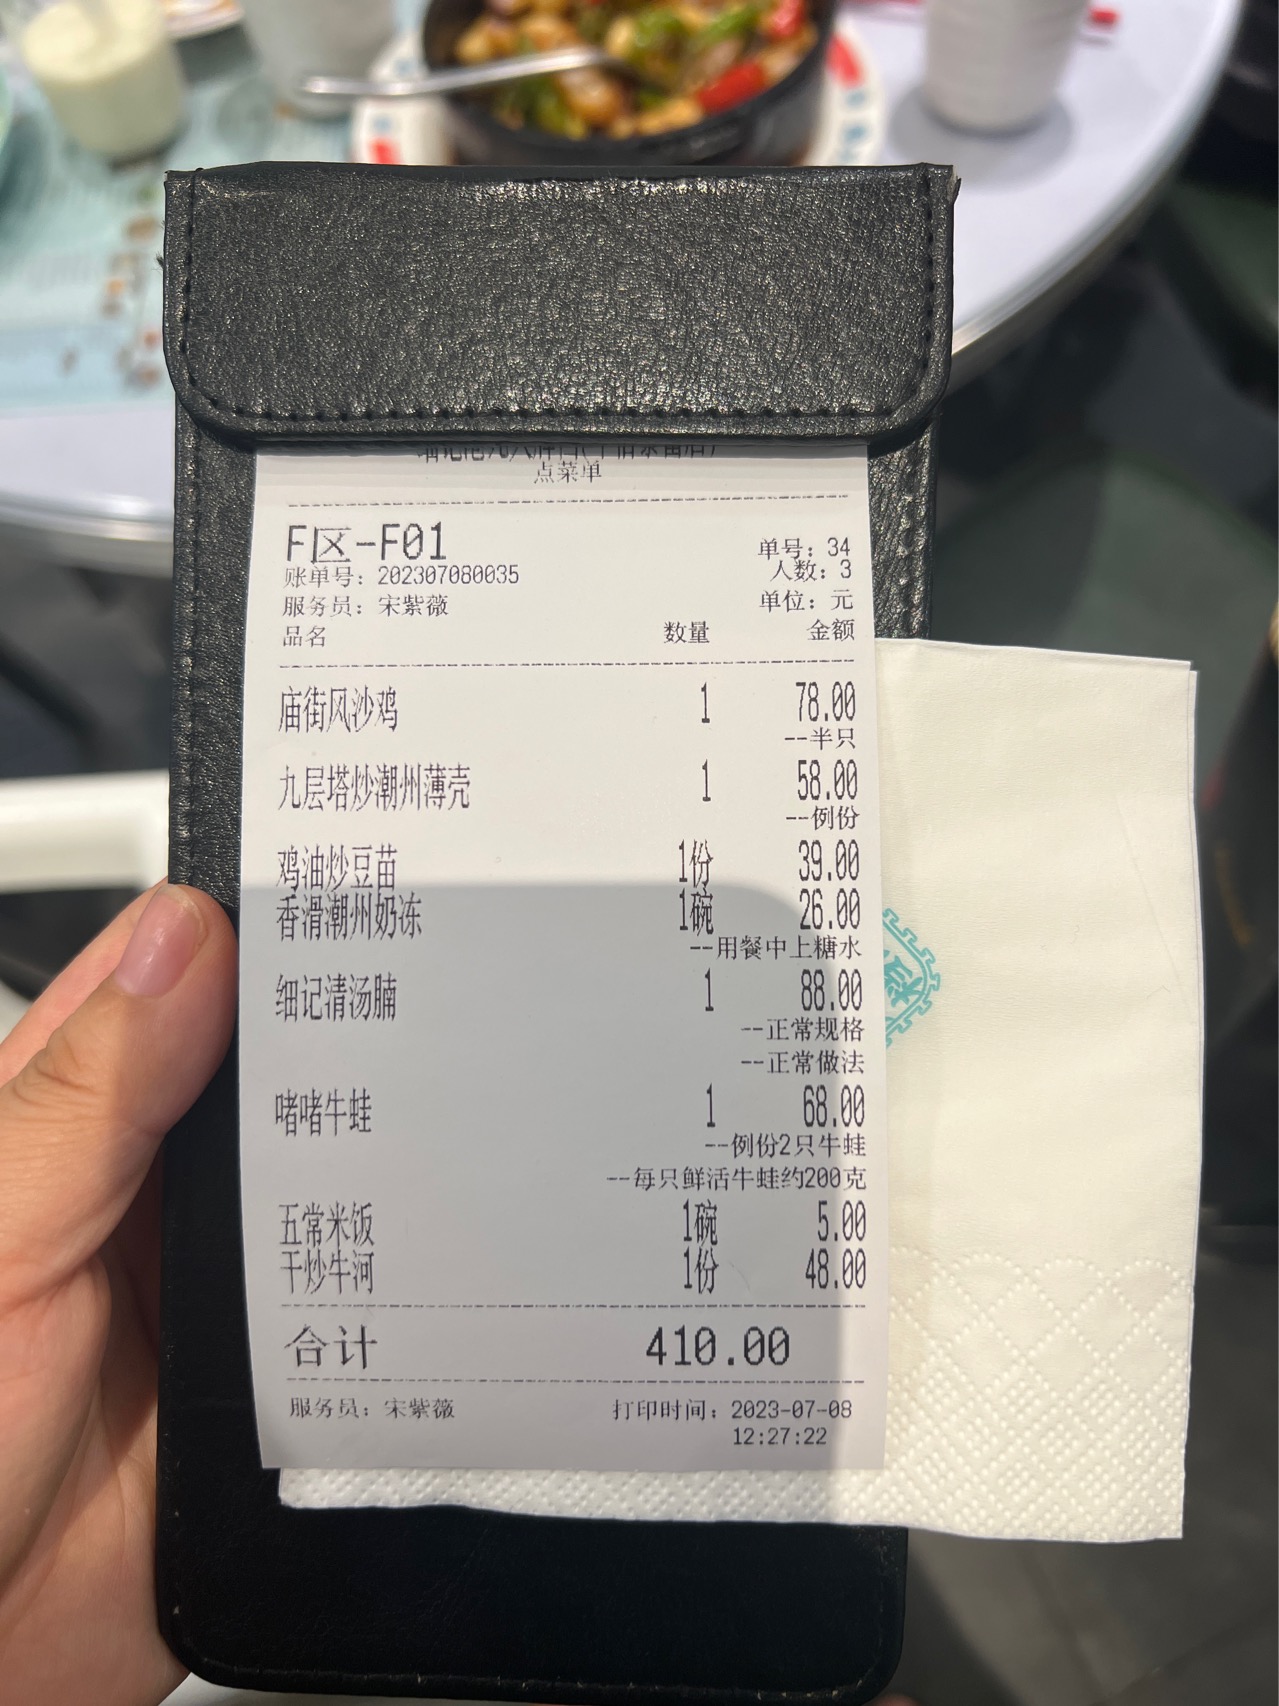 点菜单
F区-F01
单号：34
账单号：202307080035
人数：3
服务员：宋紫薇
单位：元
品名 数量 金额
庙街风沙鸡 1 78.00
--半只
九层塔炒潮州薄壳 1 58.00
--例份
鸡油炒豆苗 1份 39.00
香滑潮州奶冻 1碗 26.00
--用餐中上糖水
细记清汤腩 1 88.00
--正常规格
--正常做法
啫啫牛蛙 1 68.00
--例份2只牛蛙
--每只鲜活牛蛙约200克
五常米饭 1碗 5.00
干炒牛河 1份 48.00
合计 410.00
服务员：宋紫薇 打印时间：2023-07-08
12:27:22